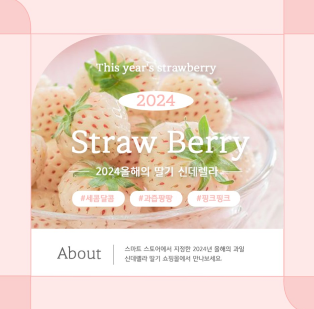 This year's strawberry
2024
Straw Berry
2024올해의 딸기 신데렐라
#새콤달콤 #과즙팡팡 #핑크핑크
About
스마트 스토어에서 지정한 2024년 올해의 과일
신데렐라 딸기 쇼핑몰에서 만나보세요.